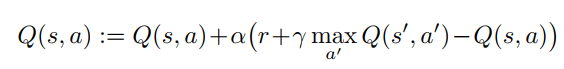 Q(s, a) := Q(s, a)+α(r+γ max_{a′} Q(s′, a′)−Q(s, a))